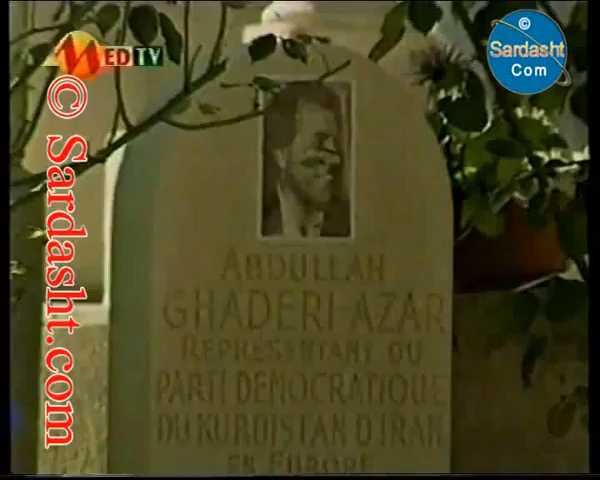 MEDTV
© Sardasht
Com
© Sardasht.com
ABDULLAH
GHADERI-AZAR
REPRESENTANT DU
PARTI DEMOCRATIQUE
DU KURDISTAN D'IRAN
EN EUROPE